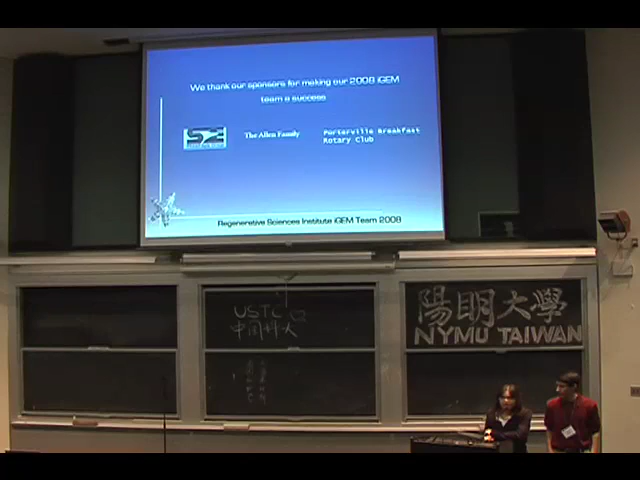 We thank our sponsors for making our 2008 iGEM
team a success
The Allen Family
Porterville Breakfast
Rotary Club
Regenerative Sciences Institute iGEM Team 2008
USTC
中国科大
陽明大學
NYMU TAIWAN